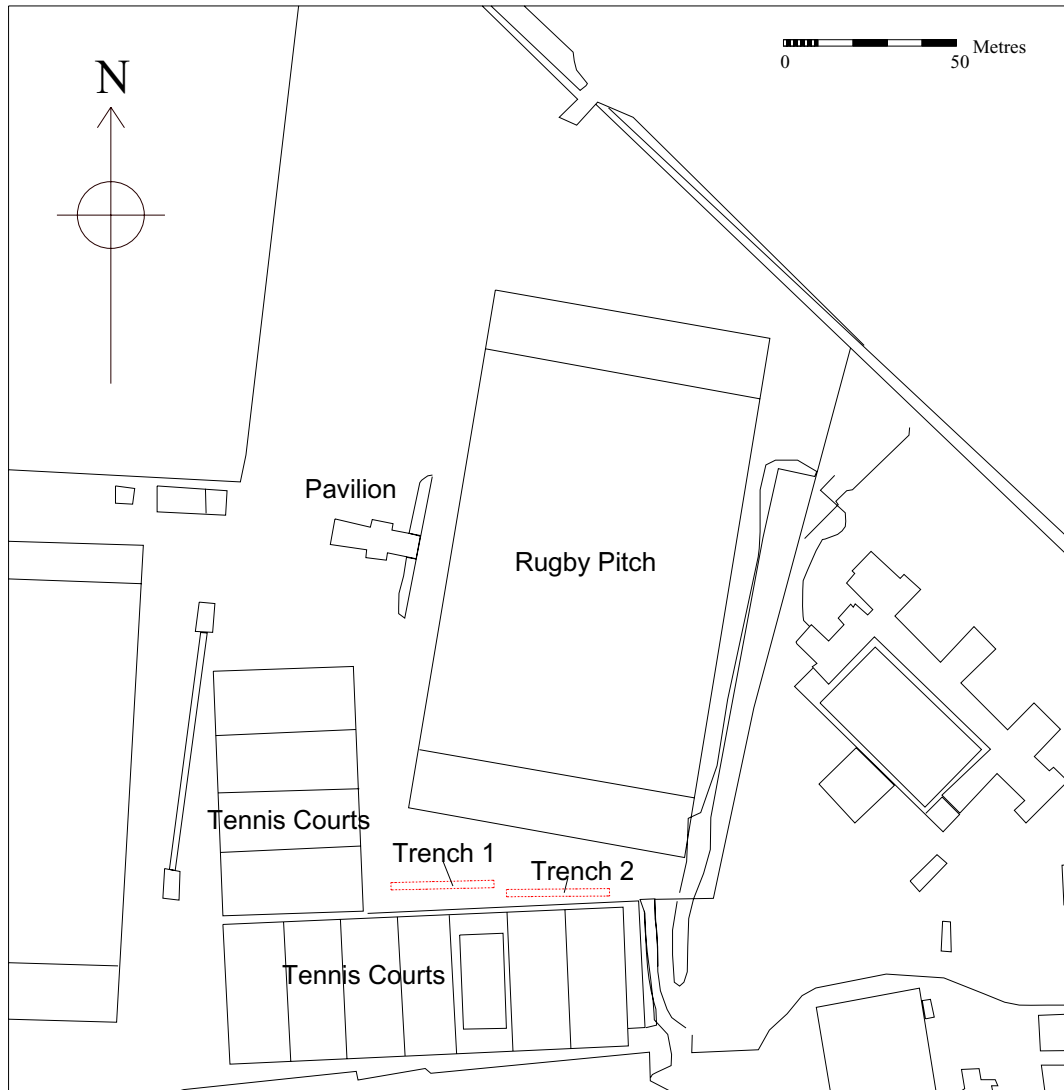 N
Metres
0
50
Pavilion
Rugby Pitch
Tennis Courts
Trench 1
Trench 2
Tennis Courts